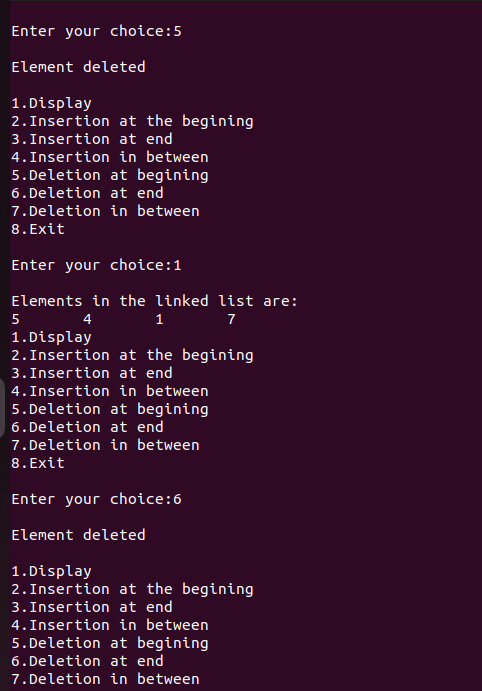 Enter your choice:5
Element deleted
1.Display
2.Insertion at the begining
3.Insertion at end
4.Insertion in between
5.Deletion at begining
6.Deletion at end
7.Deletion in between
8.Exit
Enter your choice:1
Elements in the linked list are:
5 4 1 7
1.Display
2.Insertion at the begining
3.Insertion at end
4.Insertion in between
5.Deletion at begining
6.Deletion at end
7.Deletion in between
8.Exit
Enter your choice:6
Element deleted
1.Display
2.Insertion at the begining
3.Insertion at end
4.Insertion in between
5.Deletion at begining
6.Deletion at end
7.Deletion in between